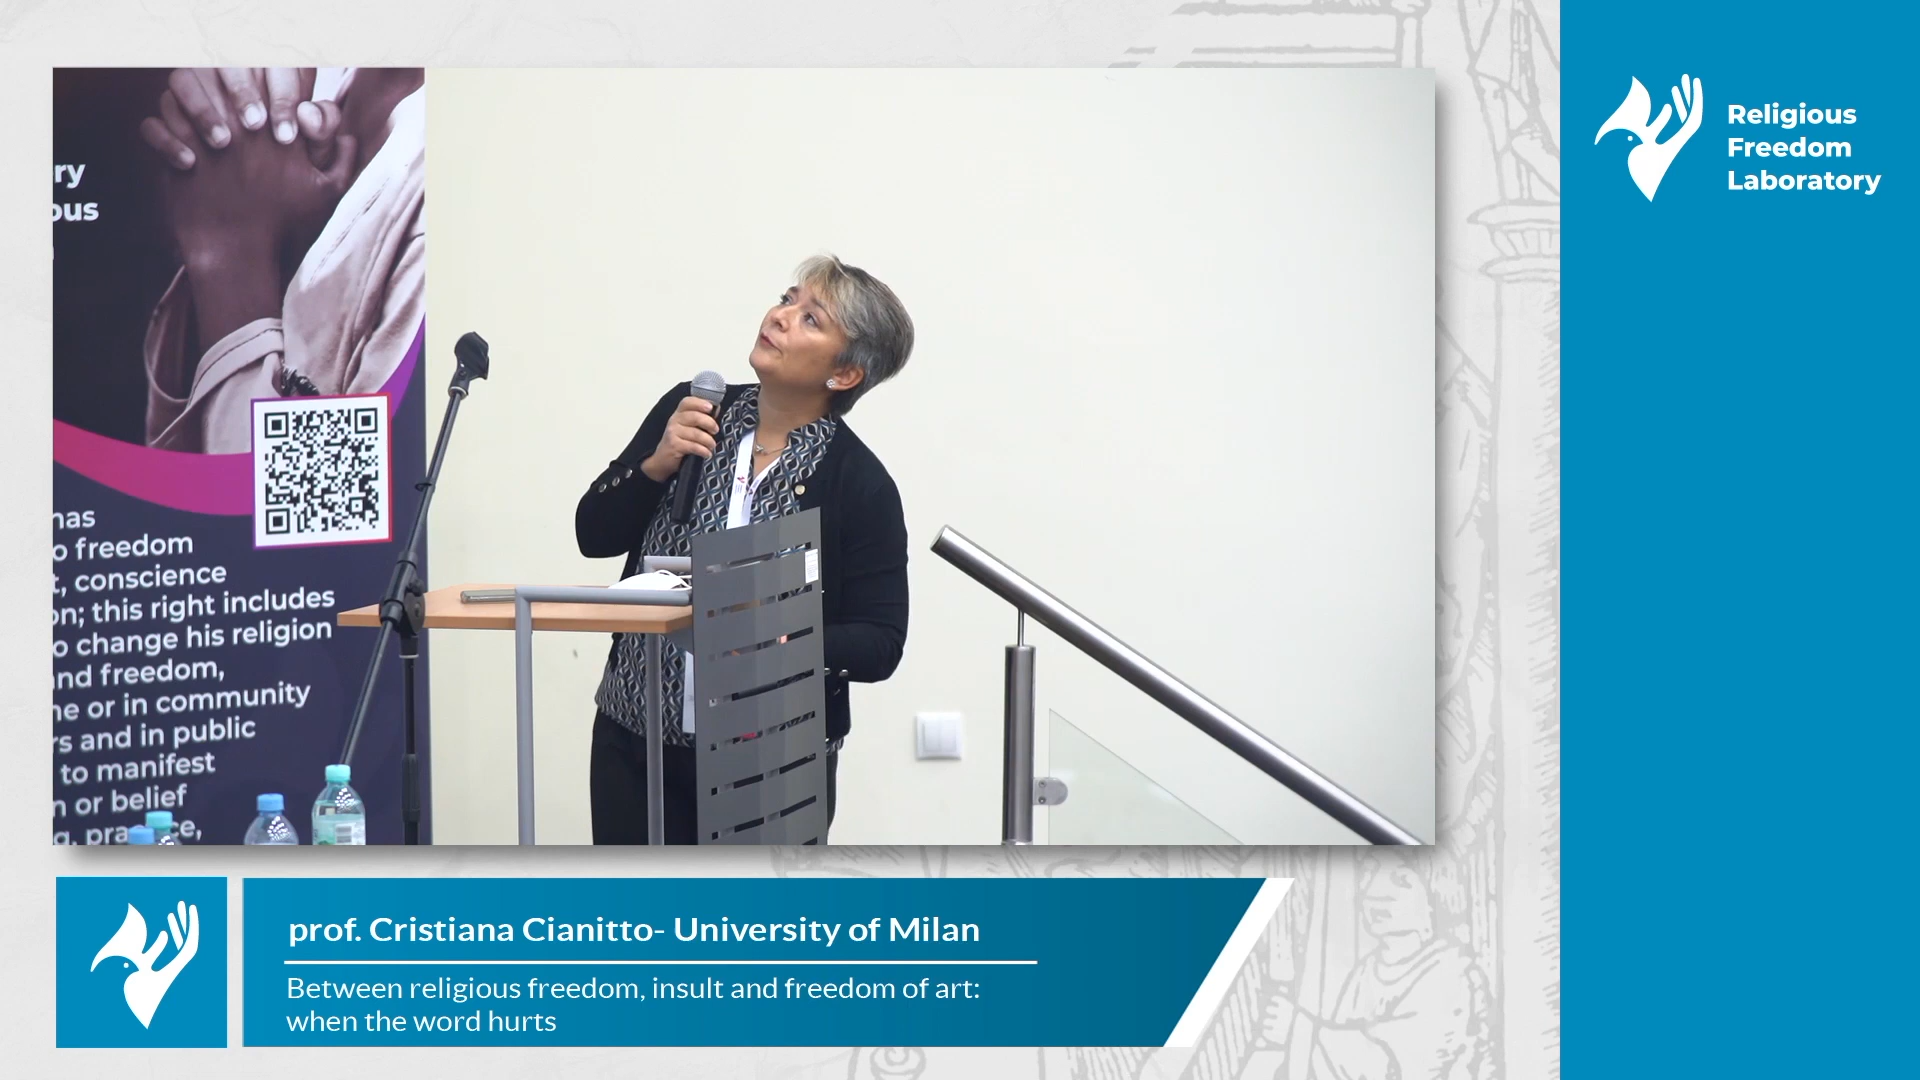 Religious
Freedom
Laboratory
ry
ous
has
o freedom
t, conscience
on; this right includes
o change his religion
nd freedom,
ne or in community
rs and in public
to manifest
n or belief
prof. Cristiana Cianitto- University of Milan
Between religious freedom, insult and freedom of art:
when the word hurts